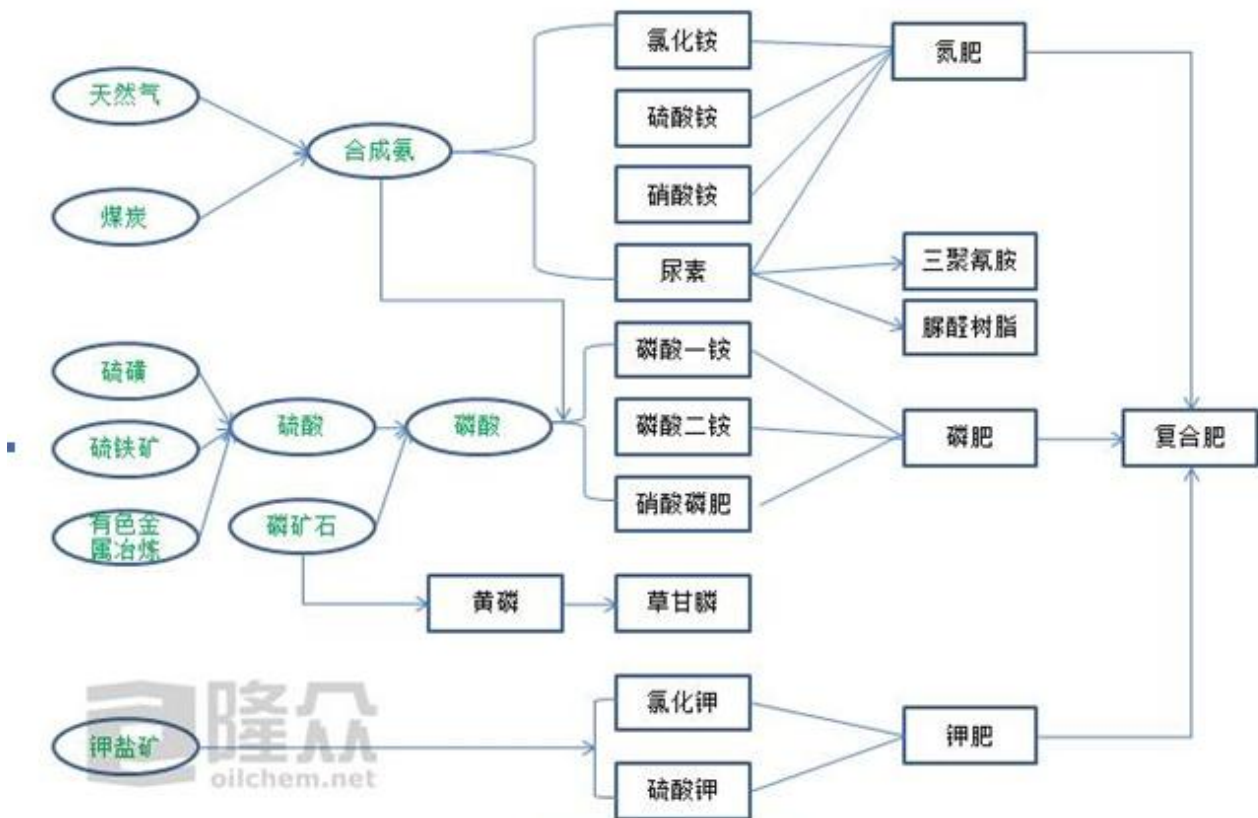 氯化铵
氮肥
天然气
硫酸铵
合成氨
硝酸铵
煤炭
尿素
三聚氰胺
脲醛树脂
磷酸一铵
硫磺
硫酸
磷酸
磷酸二铵
磷肥
复合肥
硫铁矿
硝酸磷肥
有色金
属冶炼
磷矿石
黄磷
草甘膦
氯化钾
隆众
钾盐矿
钾肥
oilchem.net
硫酸钾